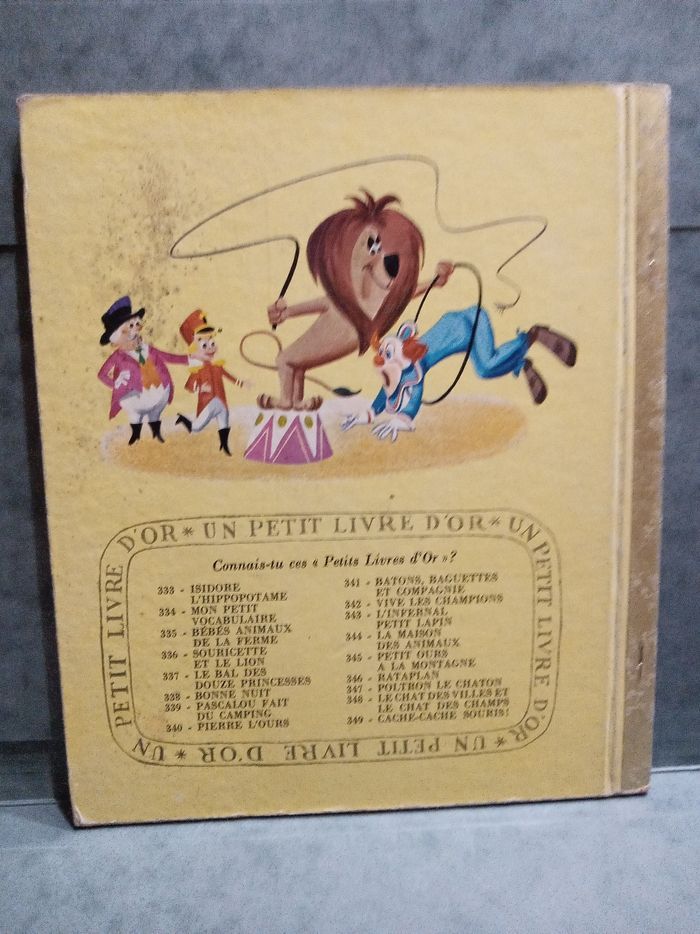 UN PETIT LIVRE D'OR * UN PETIT LIVRE D'OR * UN PETIT LIVRE D'OR * UN PETIT LIVRE D'OR *
Connais-tu ces « Petits Livres d'Or »?
333 - ISIDORE
L'HIPPOPOTAME
334 - MON PETIT
VOCABULAIRE
335 - BÉBÉS ANIMAUX
DE LA FERME
336 - SOURICETTE
ET LE LION
337 - LE BAL DES
DOUZE PRINCESSES
338 - BONNE NUIT
339 - PASCALOU FAIT
DU CAMPING
340 - PIERRE L'OURS
341 - BATONS, BAGUETTES
ET COMPAGNIE
342 - VIVE LES CHAMPIONS
343 - L'INFERNAL
PETIT LAPIN
344 - LA MAISON
DES ANIMAUX
345 - PETIT OURS
A LA MONTAGNE
346 - RATAPLAN
347 - POLTRON LE CHATON
348 - LE CHAT DES VILLES ET
LE CHAT DES CHAMPS
349 - CACHE-CACHE SOURIS!